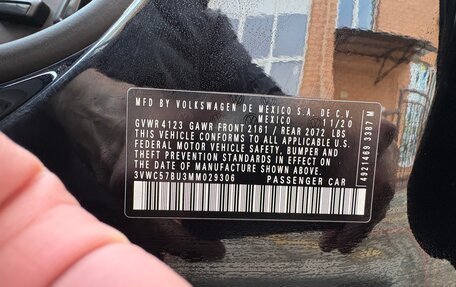 MFD BY VOLKSWAGEN DE MEXICO S.A. DE C.V.
MEXICO 11/20
GVWR 4123 GAWR FRONT 2161 / REAR 2072 LBS
THIS VEHICLE CONFORMS TO ALL APPLICABLE U.S.
FEDERAL MOTOR VEHICLE SAFETY, BUMPER AND
THEFT PREVENTION STANDARDS IN EFFECT ON
THE DATE OF MANUFACTURE SHOWN ABOVE.
3VWC57BU3MM029306 PASSENGER CAR
4921469 3387 M